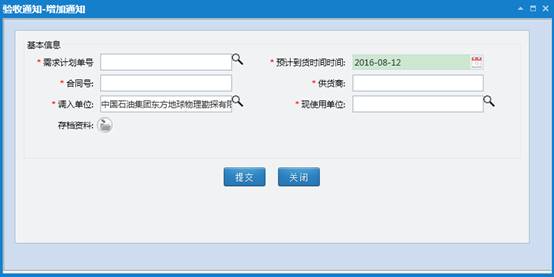 验收通知-增加通知
基本信息
* 需求计划单号
* 预计到货时间时间: 2016-08-12
* 合同号:
* 供货商:
* 调入单位: 中国石油集团东方地球物理勘探有限
* 现使用单位:
存档资料:
提交 关闭